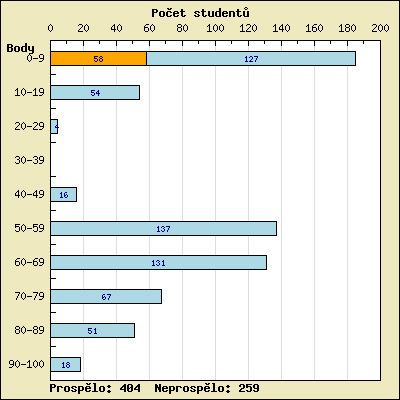 Počet studentů
0 20 40 60 80 100 120 140 160 180 200
Body
0-9 58 127
10-19 54
20-29 4
30-39
40-49 16
50-59 137
60-69 131
70-79 67
80-89 51
90-100 18
Prospělo: 404 Neprospělo: 259